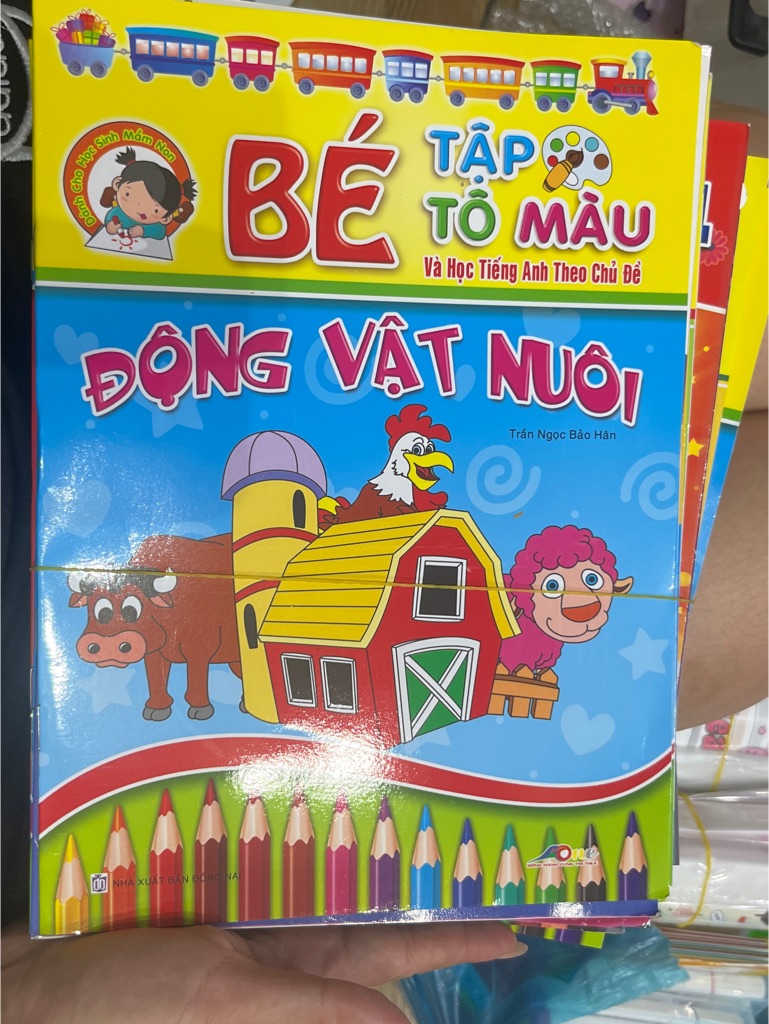 Dành Cho Học Sinh Mầm Non
BÉ TẬP TÔ MÀU
Và Học Tiếng Anh Theo Chủ Đề
ĐỘNG VẬT NUÔI
Trần Ngọc Bảo Hân
NHÀ XUẤT BẢN ĐỒNG NAI
One